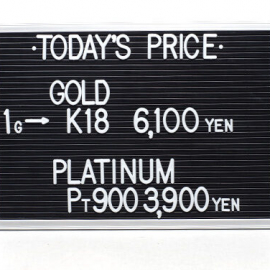 ·TODAY'S PRICE·
GOLD
1G→ K18 6,100 YEN
PLATINUM
PT900 3,900 YEN